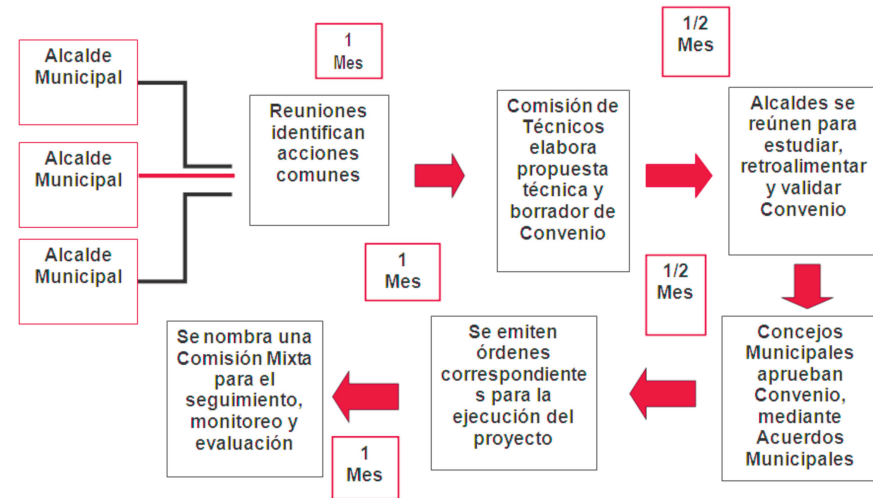 Alcalde
Municipal
Alcalde
Municipal
Alcalde
Municipal
1
Mes
Reuniones
identifican
acciones
comunes
Comisión de
Técnicos
elabora
propuesta
técnica y
borrador de
Convenio
1/2
Mes
Alcaldes se
reúnen para
estudiar,
retroalimentar
y validar
Convenio
1
Mes
1/2
Mes
Concejos
Municipales
aprueban
Convenio,
mediante
Acuerdos
Municipales
Se emiten
órdenes
correspondiente
s para la
ejecución del
proyecto
Se nombra una
Comisión Mixta
para el
seguimiento,
monitoreo y
evaluación
1
Mes